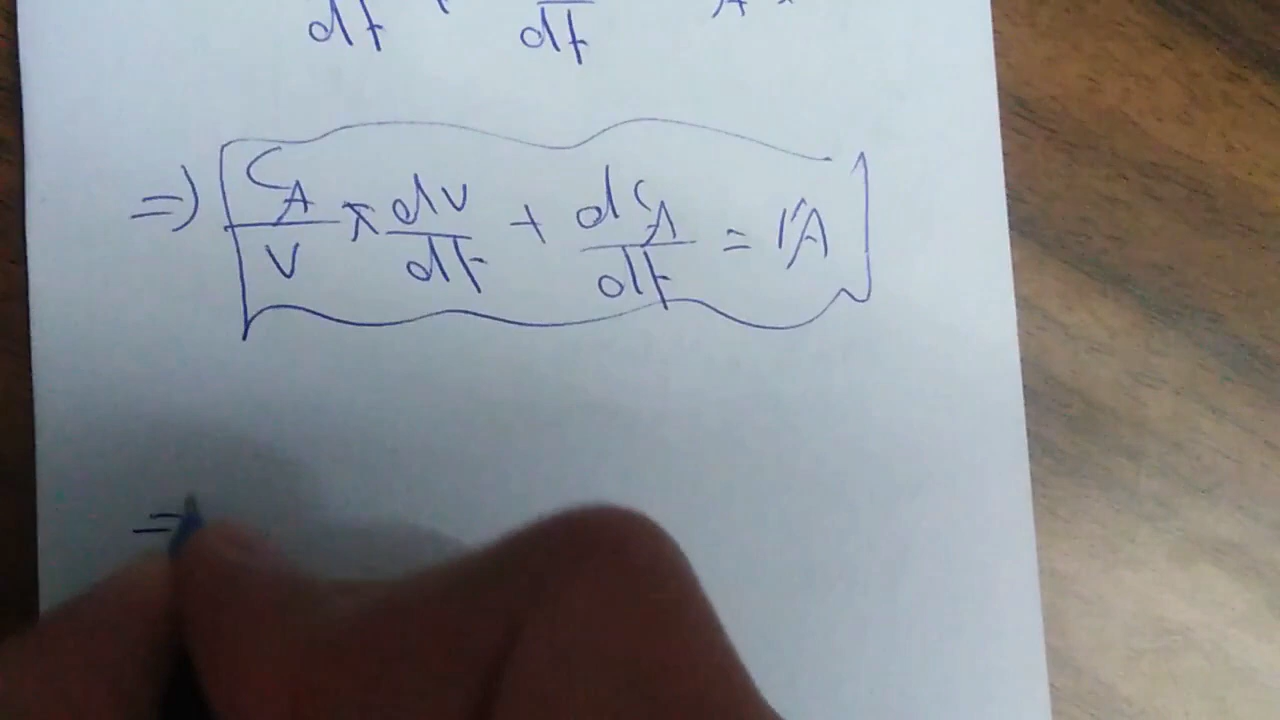 dt dt
=> [C_A/V × dV/dt + dC_A/dt = r_A]
=